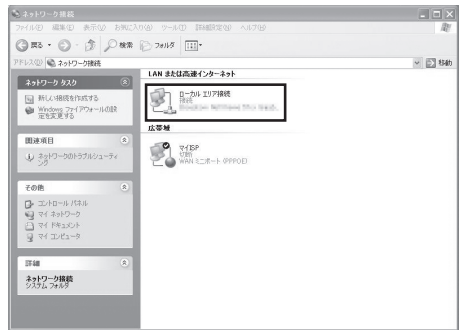 ネットワーク接続
ファイル(F) 編集(E) 表示(V) お気に入り(A) ツール(T) 詳細設定(N) ヘルプ(H)
戻る 検索 フォルダ
アドレス(D) ネットワーク接続 移動
ネットワーク タスク
新しい接続を作成する
Windows ファイアウォールの設定を変更する
関連項目
ネットワークのトラブルシューティング
その他
コントロール パネル
マイ ネットワーク
マイ ドキュメント
マイ コンピュータ
詳細
ネットワーク接続
システム フォルダ
LAN または高速インターネット
ローカル エリア接続
接続
広帯域
マイISP
切断
WAN ミニポート (PPPOE)